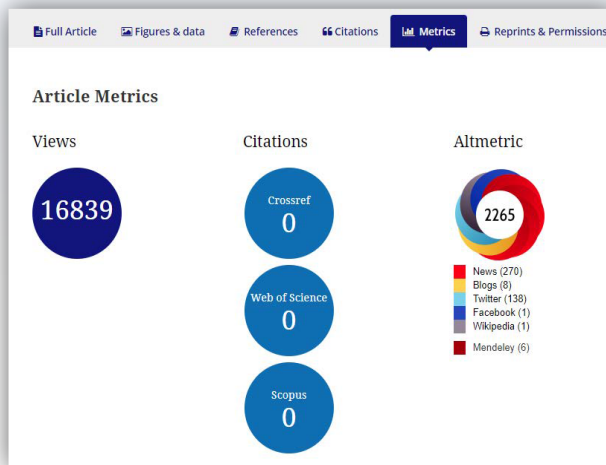 Full Article Figures & data References Citations Metrics Reprints & Permissions
Article Metrics
Views
16839
Citations
Crossref
0
Web of Science
0
Scopus
0
Altmetric
2265
News (270)
Blogs (8)
Twitter (138)
Facebook (1)
Wikipedia (1)
Mendeley (6)